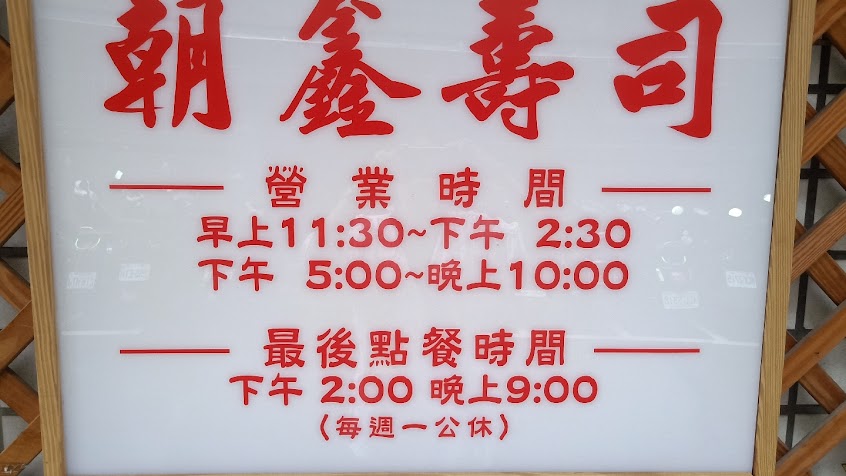 朝鑫壽司
營業時間
早上11:30~下午 2:30
下午 5:00~晚上10:00
最後點餐時間
下午 2:00 晚上9:00
(每週一公休)